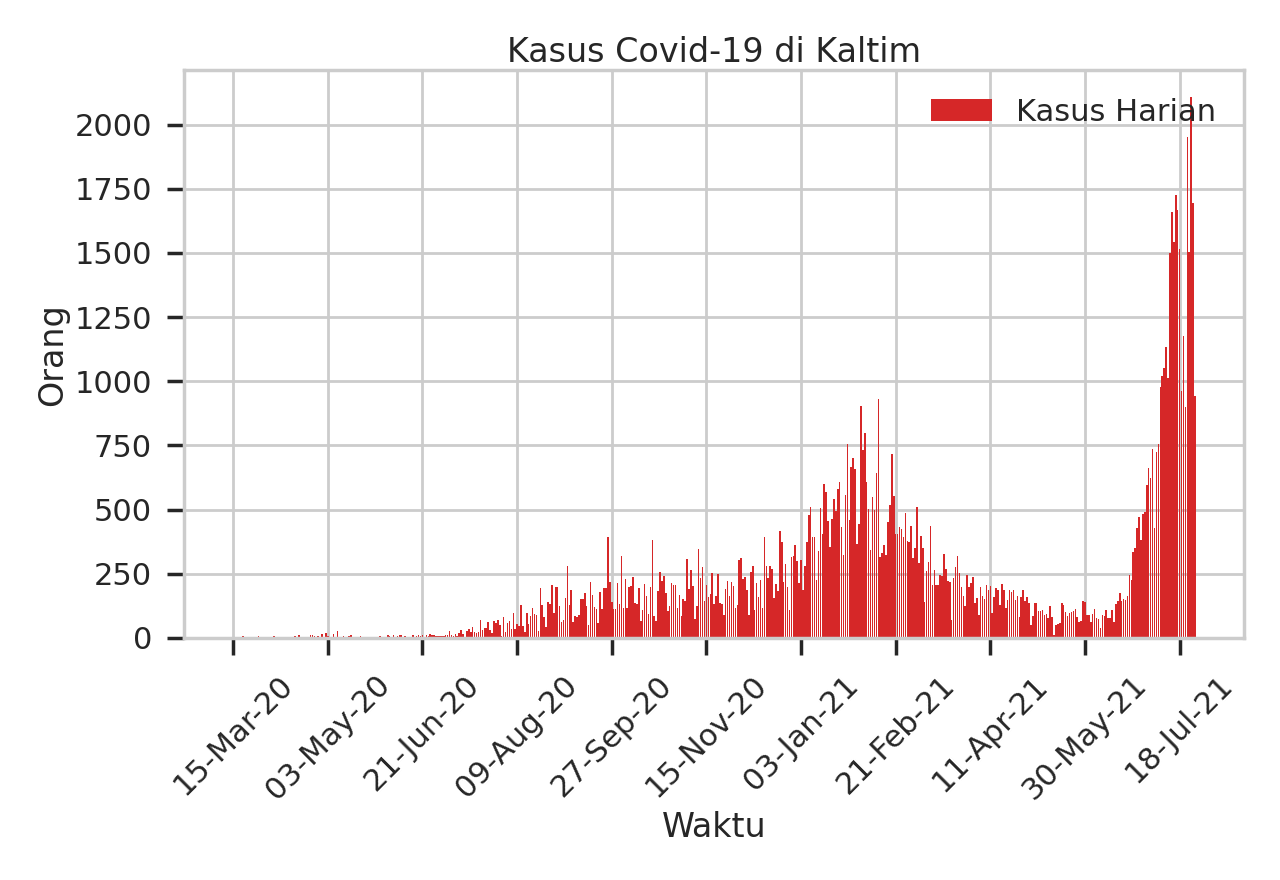 Kasus Covid-19 di Kaltim
Kasus Harian
2000
1750
1500
1250
1000
750
500
250
0
Orang
15-Mar-20
03-May-20
21-Jun-20
09-Aug-20
27-Sep-20
15-Nov-20
03-Jan-21
21-Feb-21
11-Apr-21
30-May-21
18-Jul-21
Waktu